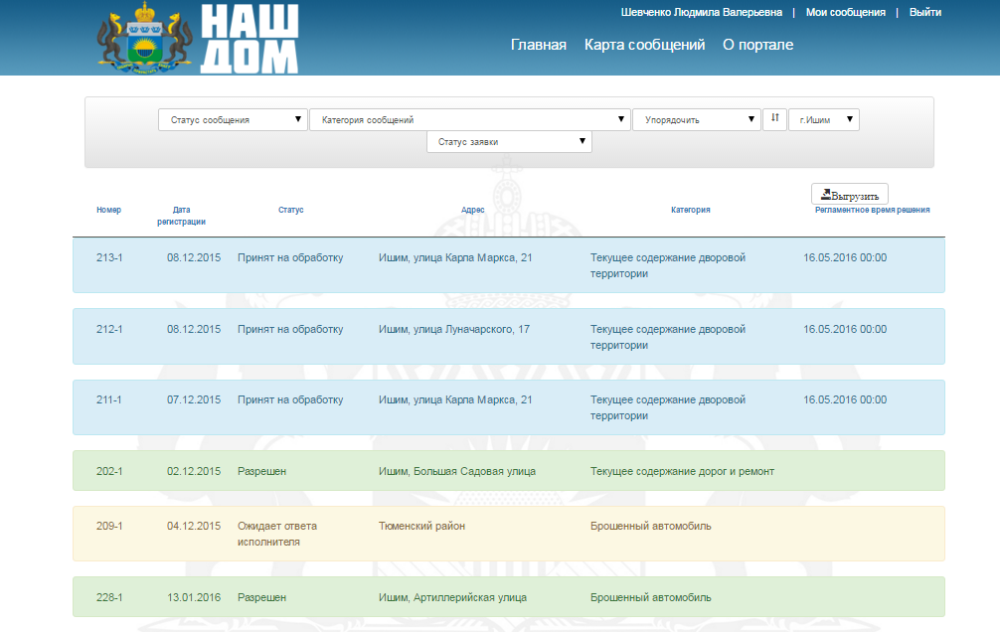 НАШ
ДОМ
Шевченко Людмила Валерьевна | Мои сообщения | Выйти
Главная Карта сообщений О портале
Статус сообщения Категория сообщений Упорядочить г.Ишим
Статус заявки
Выгрузить
Номер Дата регистрации Статус Адрес Категория Регламентное время решения
213-1 08.12.2015 Принят на обработку Ишим, улица Карла Маркса, 21 Текущее содержание дворовой 16.05.2016 00:00
территории
212-1 08.12.2015 Принят на обработку Ишим, улица Луначарского, 17 Текущее содержание дворовой 16.05.2016 00:00
территории
211-1 07.12.2015 Принят на обработку Ишим, улица Карла Маркса, 21 Текущее содержание дворовой 16.05.2016 00:00
территории
202-1 02.12.2015 Разрешен Ишим, Большая Садовая улица Текущее содержание дорог и ремонт
209-1 04.12.2015 Ожидает ответа Тюменский район Брошенный автомобиль
исполнителя
228-1 13.01.2016 Разрешен Ишим, Артиллерийская улица Брошенный автомобиль